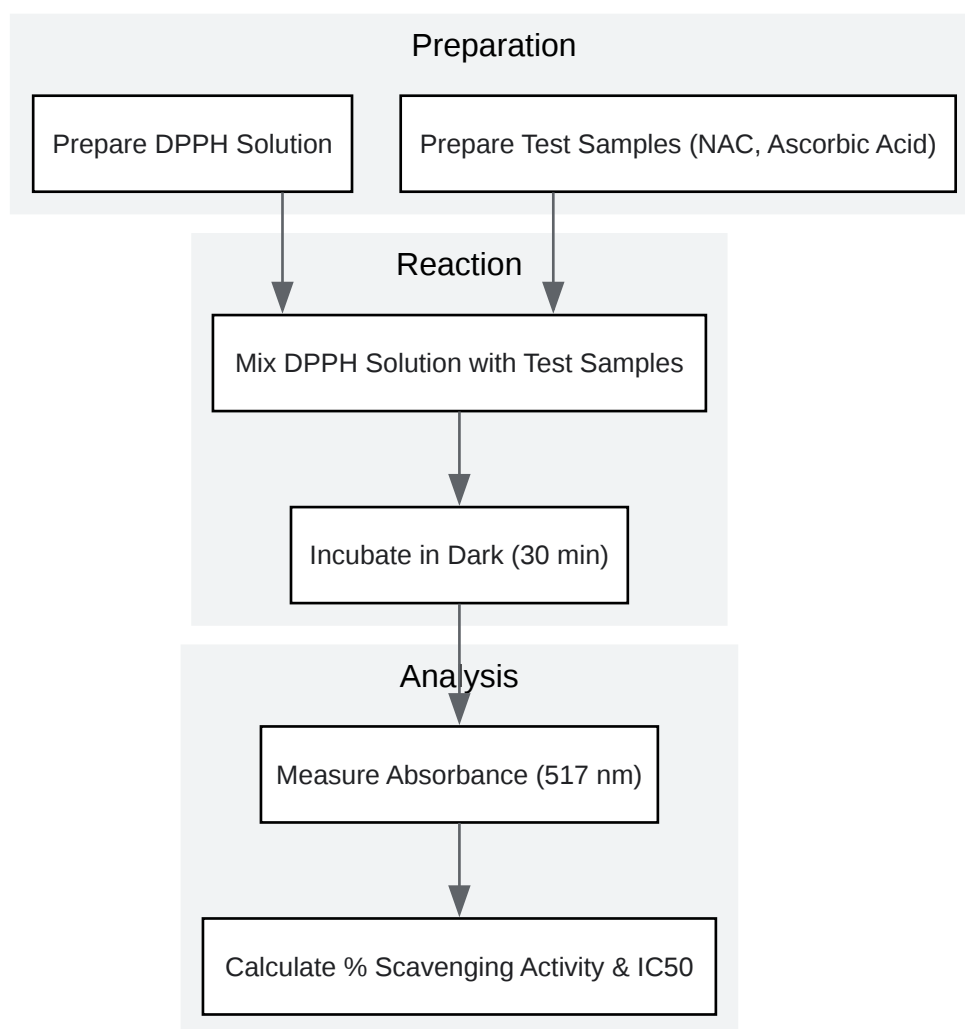 Preparation
Prepare DPPH Solution
Prepare Test Samples (NAC, Ascorbic Acid)
Reaction
Mix DPPH Solution with Test Samples
Incubate in Dark (30 min)
Analysis
Measure Absorbance (517 nm)
Calculate % Scavenging Activity & IC50